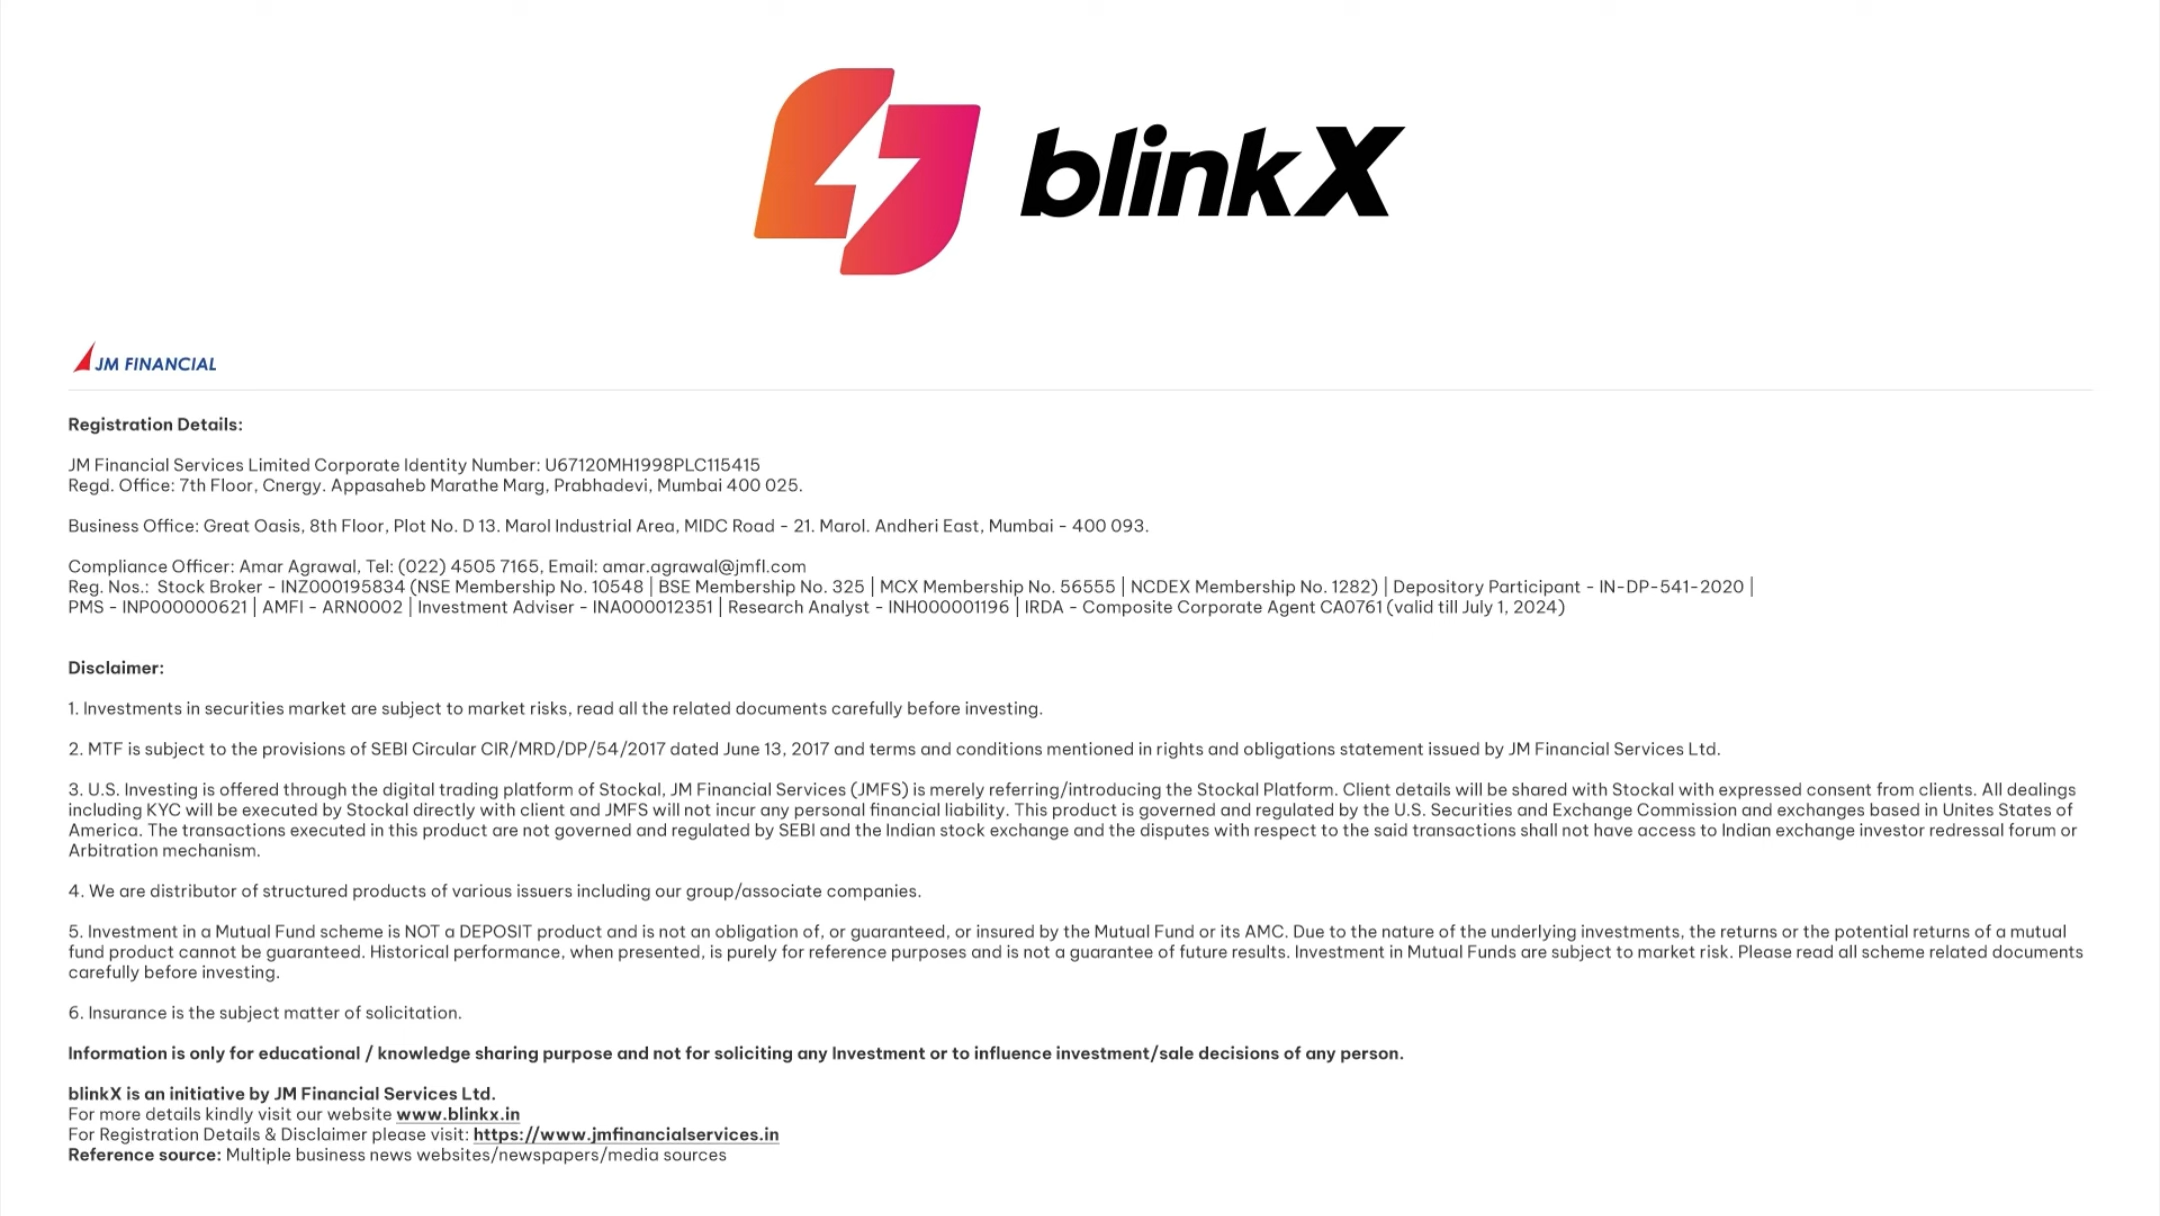 blinkX
JM FINANCIAL
Registration Details:
JM Financial Services Limited Corporate Identity Number: U67120MH1998PLC115415
Regd. Office: 7th Floor, Cnergy. Appasaheb Marathe Marg, Prabhadevi, Mumbai 400 025.
Business Office: Great Oasis, 8th Floor, Plot No. D 13. Marol Industrial Area, MIDC Road - 21. Marol. Andheri East, Mumbai - 400 093.
Compliance Officer: Amar Agrawal, Tel: (022) 4505 7165, Email: amar.agrawal@jmfl.com
Reg. Nos.: Stock Broker - INZ000195834 (NSE Membership No. 10548 | BSE Membership No. 325 | MCX Membership No. 56555 | NCDEX Membership No. 1282) | Depository Participant - IN-DP-541-2020 |
PMS - INP000000621 | AMFI - ARN0002 | Investment Adviser - INA000012351 | Research Analyst - INH000001196 | IRDA - Composite Corporate Agent CA0761 (valid till July 1, 2024)
Disclaimer:
1. Investments in securities market are subject to market risks, read all the related documents carefully before investing.
2. MTF is subject to the provisions of SEBI Circular CIR/MRD/DP/54/2017 dated June 13, 2017 and terms and conditions mentioned in rights and obligations statement issued by JM Financial Services Ltd.
3. U.S. Investing is offered through the digital trading platform of Stockal, JM Financial Services (JMFS) is merely referring/introducing the Stockal Platform. Client details will be shared with Stockal with expressed consent from clients. All dealings
including KYC will be executed by Stockal directly with client and JMFS will not incur any personal financial liability. This product is governed and regulated by the U.S. Securities and Exchange Commission and exchanges based in Unites States of
America. The transactions executed in this product are not governed and regulated by SEBI and the Indian stock exchange and the disputes with respect to the said transactions shall not have access to Indian exchange investor redressal forum or
Arbitration mechanism.
4. We are distributor of structured products of various issuers including our group/associate companies.
5. Investment in a Mutual Fund scheme is NOT a DEPOSIT product and is not an obligation of, or guaranteed, or insured by the Mutual Fund or its AMC. Due to the nature of the underlying investments, the returns or the potential returns of a mutual
fund product cannot be guaranteed. Historical performance, when presented, is purely for reference purposes and is not a guarantee of future results. Investment in Mutual Funds are subject to market risk. Please read all scheme related documents
carefully before investing.
6. Insurance is the subject matter of solicitation.
Information is only for educational / knowledge sharing purpose and not for soliciting any Investment or to influence investment/sale decisions of any person.
blinkX is an initiative by JM Financial Services Ltd.
For more details kindly visit our website www.blinkx.in
For Registration Details & Disclaimer please visit: https://www.jmfinancialservices.in
Reference source: Multiple business news websites/newspapers/media sources